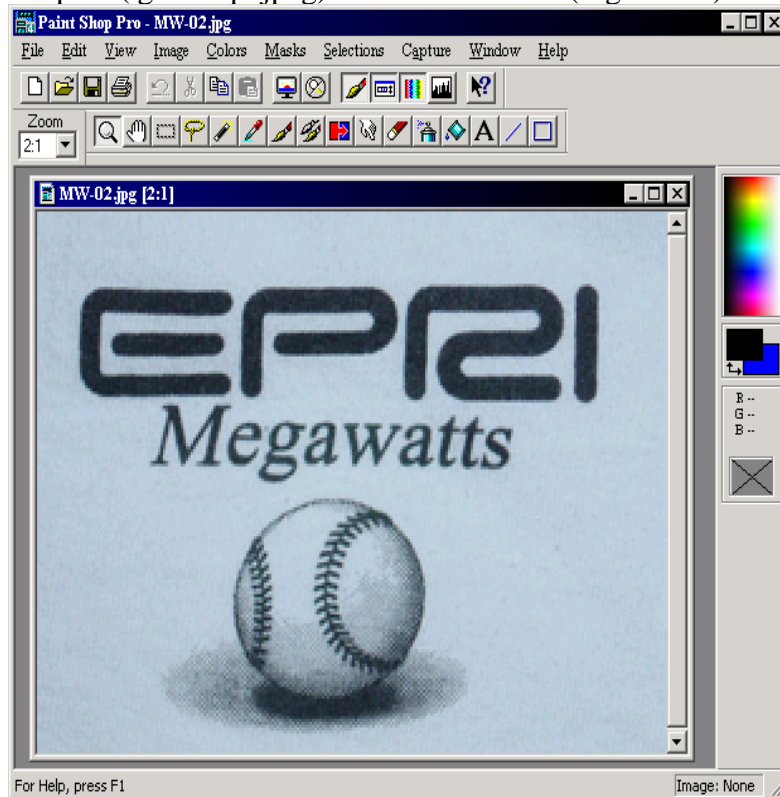 Paint Shop Pro - MW-02.jpg
File Edit View Image Colors Masks Selections Capture Window Help
Zoom
2:1
A
MW-02.jpg [2:1]
EPRI
Megawatts
R --
G --
B --
For Help, press F1
Image: None